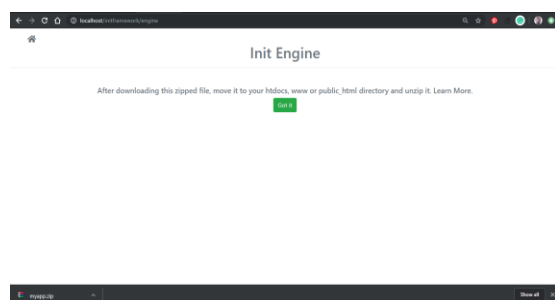 localhost/initframework/engine
Init Engine
After downloading this zipped file, move it to your htdocs, www or public_html directory and unzip it. Learn More.
Got it
myapp.zip
Show all